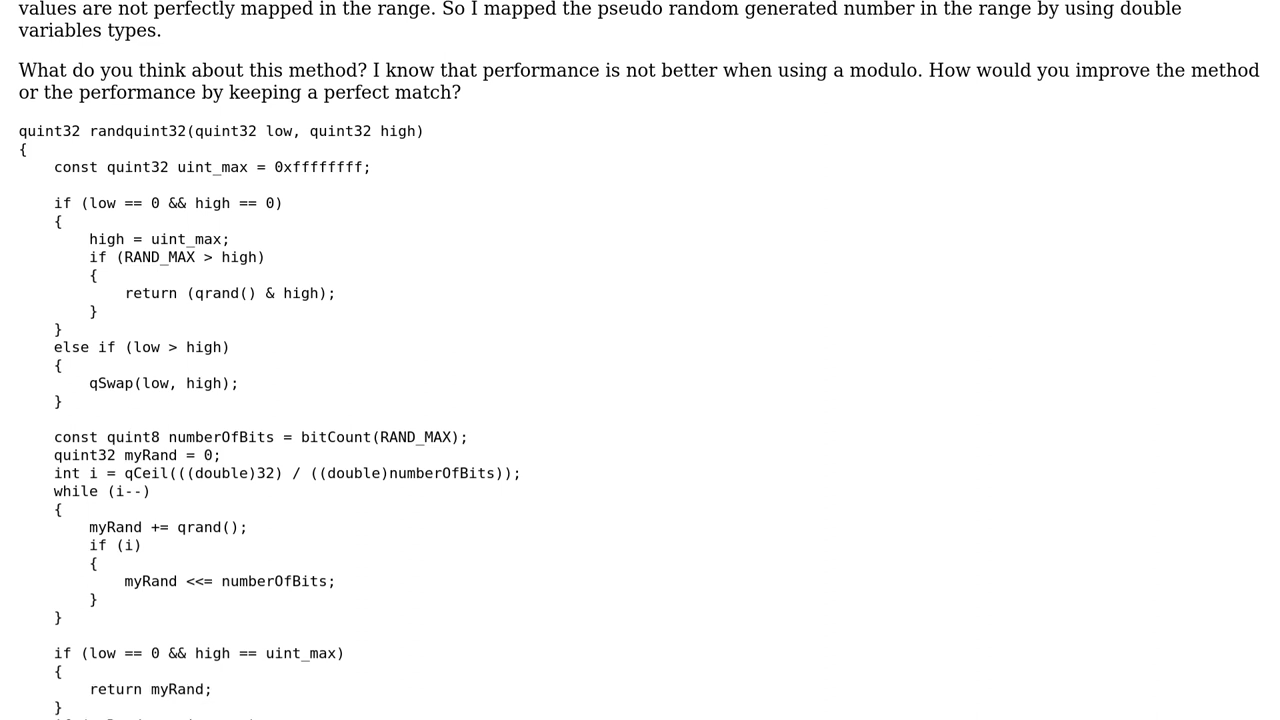 values are not perfectly mapped in the range. So I mapped the pseudo random generated number in the range by using double
variables types.
What do you think about this method? I know that performance is not better when using a modulo. How would you improve the method
or the performance by keeping a perfect match?
quint32 randquint32(quint32 low, quint32 high)
{
    const quint32 uint_max = 0xffffffff;
    if (low == 0 && high == 0)
    {
        high = uint_max;
        if (RAND_MAX > high)
        {
            return (qrand() & high);
        }
    }
    else if (low > high)
    {
        qSwap(low, high);
    }
    const quint8 numberOfBits = bitCount(RAND_MAX);
    quint32 myRand = 0;
    int i = qCeil(((double)32) / ((double)numberOfBits));
    while (i--)
    {
        myRand += qrand();
        if (i)
        {
            myRand <<= numberOfBits;
        }
    }
    if (low == 0 && high == uint_max)
    {
        return myRand;
    }